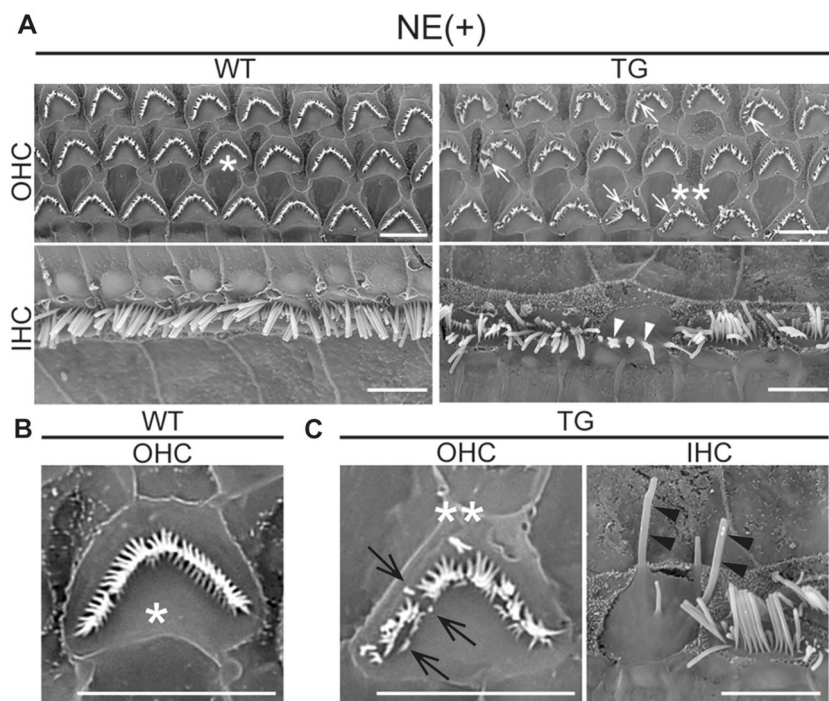 A
NE(+)
WT TG
OHC
IHC
B WT
OHC
C TG
OHC IHC
*
**
*
**